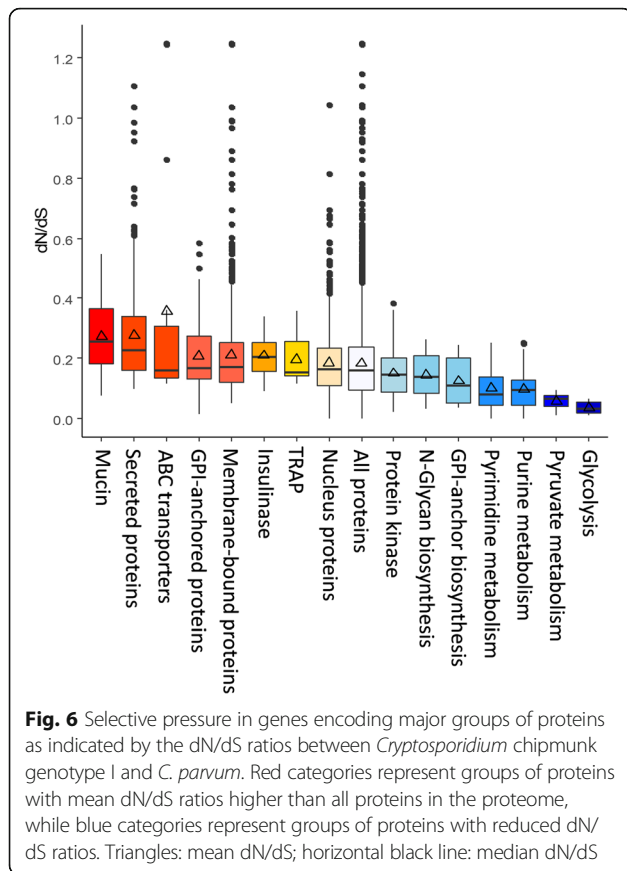 1.2
1.0
0.8
0.6
0.4
0.2
0.0
dN/dS
Mucin
Secreted proteins
ABC transporters
GPI-anchored proteins
Membrane-bound proteins
Insulinase
TRAP
Nucleus proteins
All proteins
Protein kinase
N-Glycan biosynthesis
GPI-anchor biosynthesis
Pyrimidine metabolism
Purine metabolism
Pyruvate metabolism
Glycolysis
Fig. 6 Selective pressure in genes encoding major groups of proteins
as indicated by the dN/dS ratios between Cryptosporidium chipmunk
genotype I and C. parvum. Red categories represent groups of proteins
with mean dN/dS ratios higher than all proteins in the proteome,
while blue categories represent groups of proteins with reduced dN/
dS ratios. Triangles: mean dN/dS; horizontal black line: median dN/dS